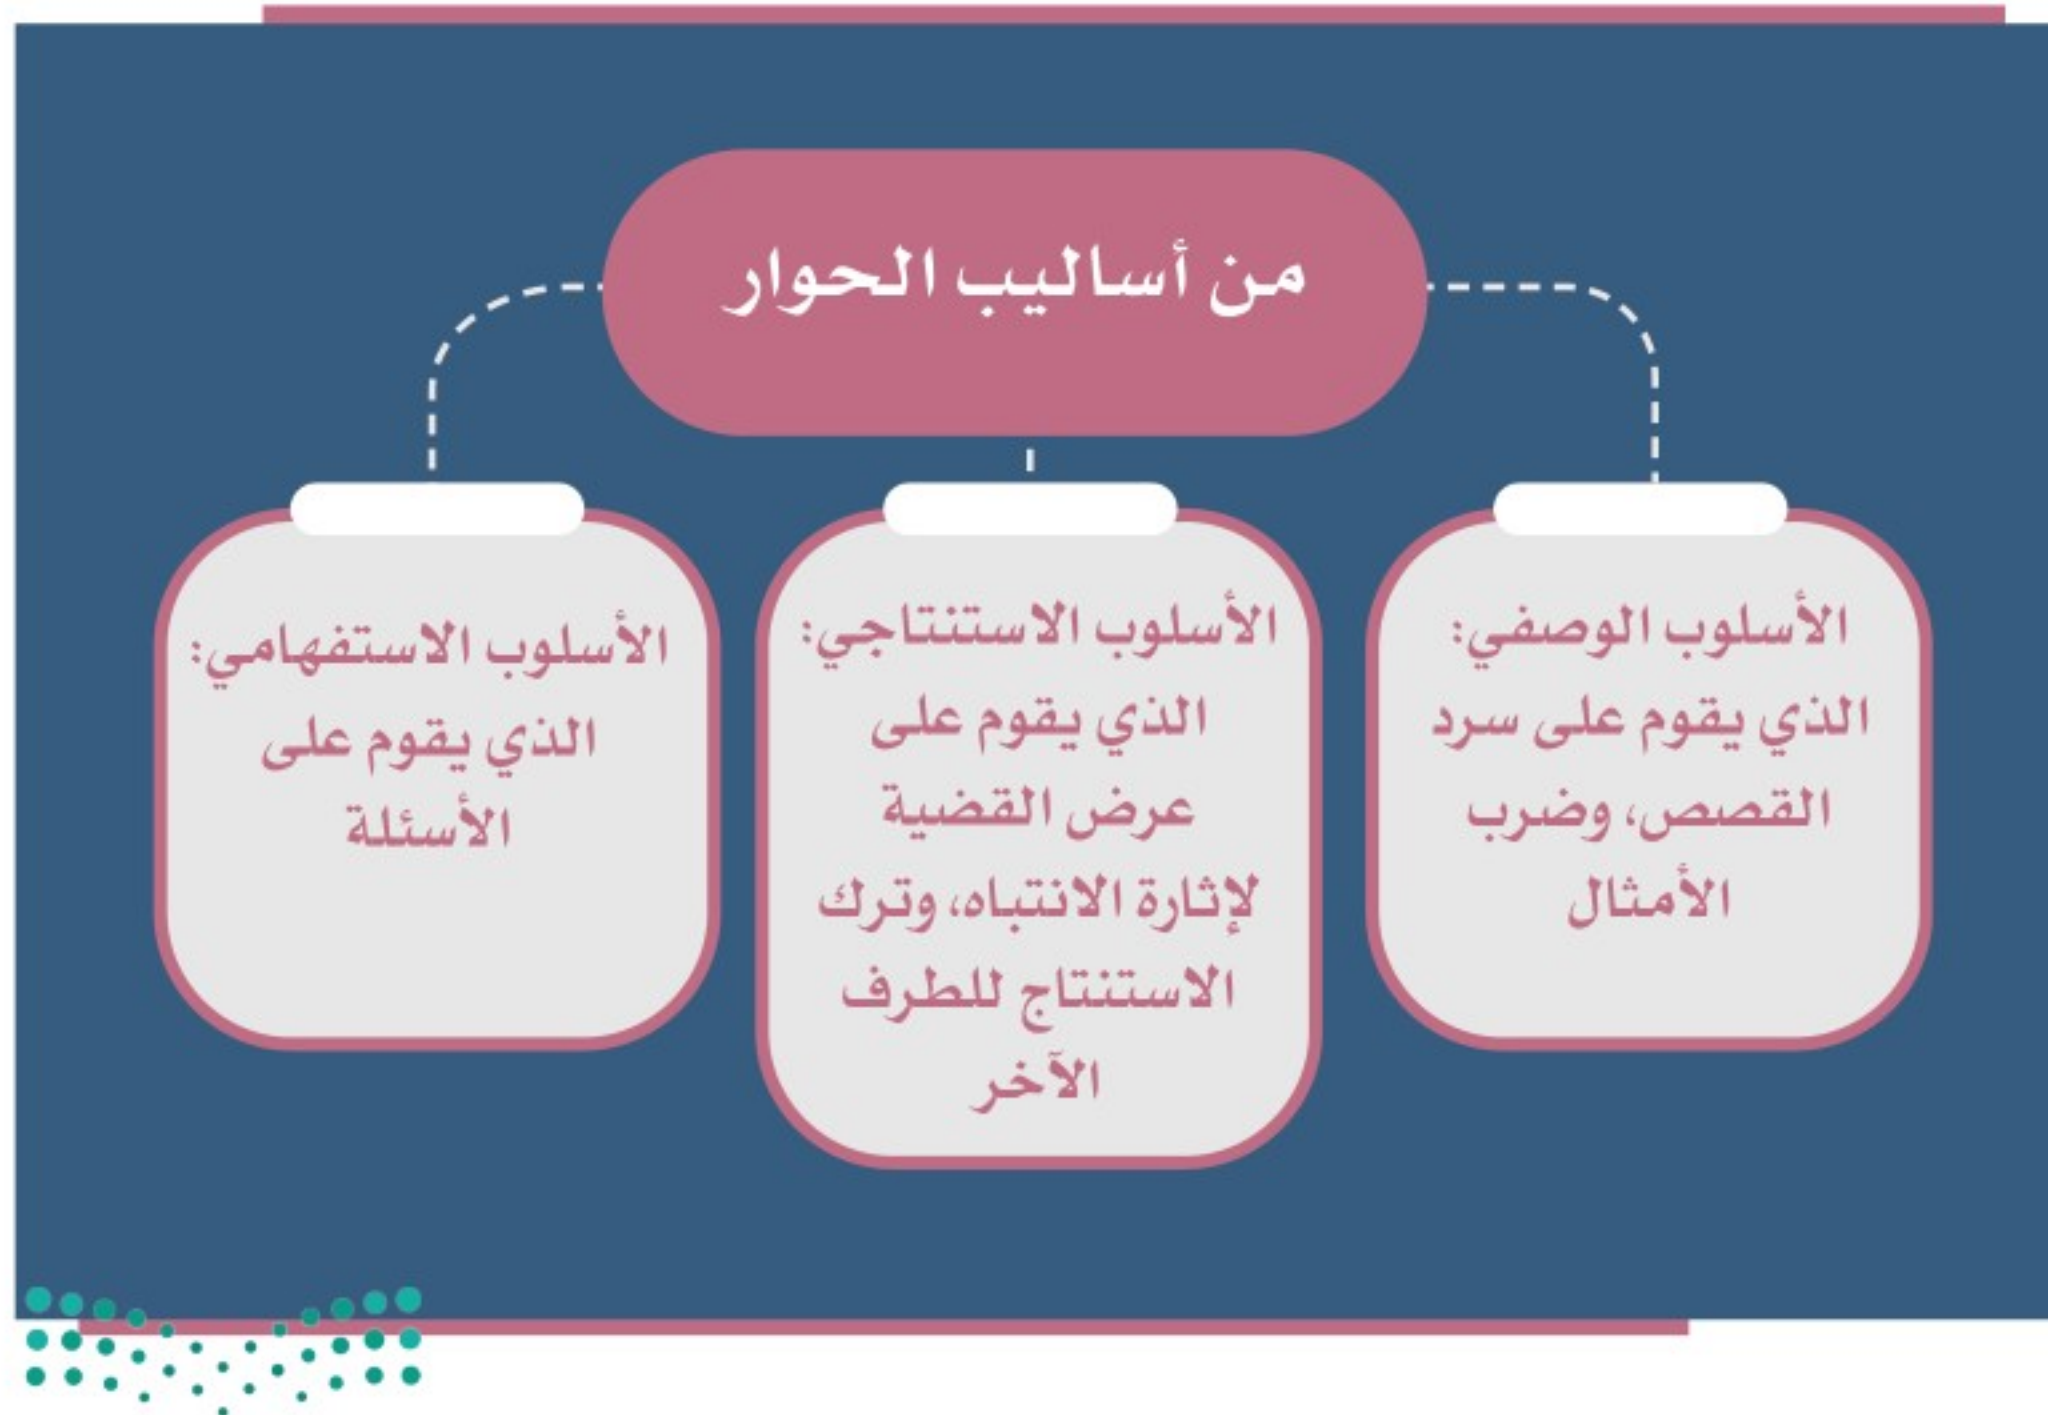 من أساليب الحوار
الأسلوب الوصفي:
الذي يقوم على سرد
القصص، وضرب
الأمثال
الأسلوب الاستنتاجي:
الذي يقوم على
عرض القضية
لإثارة الانتباه، وترك
الاستنتاج للطرف
الآخر
الأسلوب الاستفهامي:
الذي يقوم على
الأسئلة